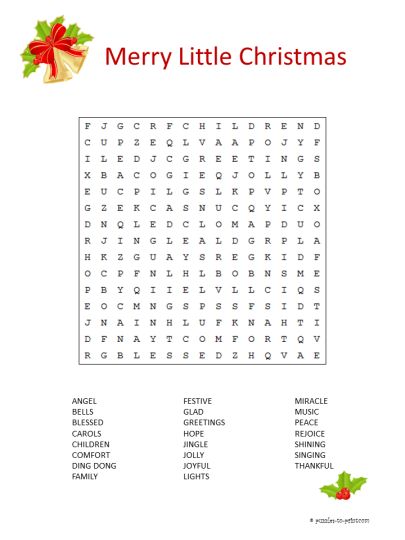 Merry Little Christmas
F J G C R F C H I L D R E N D
C U P Z E Q L V A A P O J Y F
I L E D J C G R E E T I N G S
X B A C O G I E Q J O L L Y B
E U C P I L G S L K P V P T O
G Z E K C A S N U C Q Y I C X
D N Q L E D C L O M A P D U O
R J I N G L E A L D G R P L A
H K Z G U A Y S R E G K I D F
O C P F N L H L B O B N S M E
P B Y Q I I E L V L L C I Q S
E O C M N G S P S S F S I D T
J N A I N H L U F K N A H T I
D F N A Y T C O M F O R T Q V
R G B L E S S E D Z H Q V A E
ANGEL FESTIVE MIRACLE
BELLS GLAD MUSIC
BLESSED GREETINGS PEACE
CAROLS HOPE REJOICE
CHILDREN JINGLE SHINING
COMFORT JOLLY SINGING
DING DONG JOYFUL THANKFUL
FAMILY LIGHTS
© puzzles-to-print.com